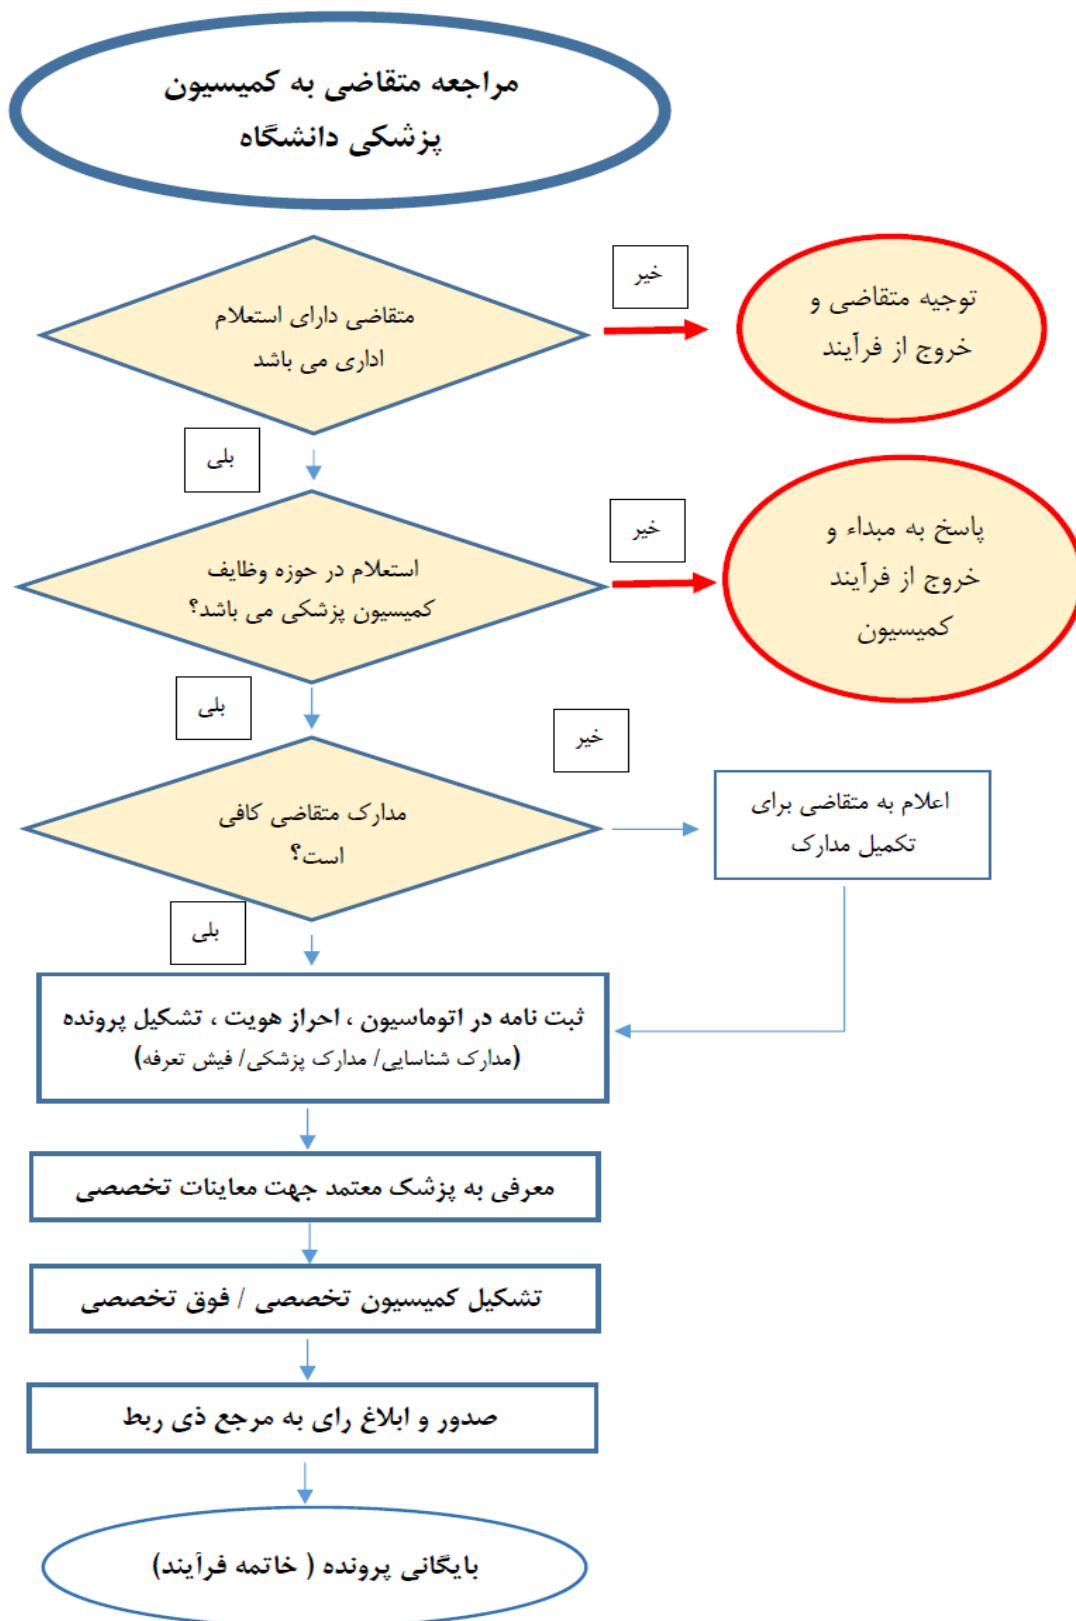 مراجعه متقاضی به کمیسیون
پزشکی دانشگاه
متقاضی دارای استعلام
اداری می باشد
خیر
توجیه متقاضی و
خروج از فرآیند
بلی
استعلام در حوزه وظایف
کمیسیون پزشکی می باشد؟
خیر
پاسخ به مبداء و
خروج از فرآیند
کمیسیون
بلی
مدارک متقاضی کافی
است؟
خیر
اعلام به متقاضی برای
تکمیل مدارک
بلی
ثبت نامه در اتوماسیون ، احراز هویت ، تشکیل پرونده
(مدارک شناسایی/ مدارک پزشکی/ فیش تعرفه)
معرفی به پزشک معتمد جهت معاینات تخصصی
تشکیل کمیسیون تخصصی / فوق تخصصی
صدور و ابلاغ رای به مرجع ذی ربط
بایگانی پرونده ( خاتمه فرآیند)